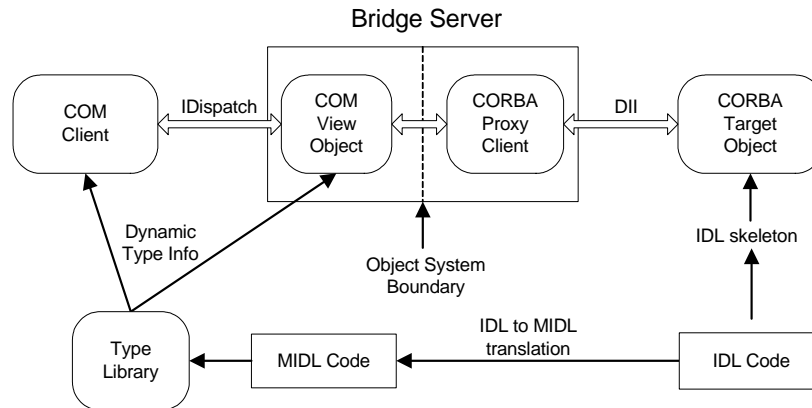 Bridge Server
COM
Client
IDispatch
COM
View
Object
CORBA
Proxy
Client
DII
CORBA
Target
Object
Dynamic
Type Info
Object System
Boundary
IDL skeleton
Type
Library
MIDL Code
IDL to MIDL
translation
IDL Code